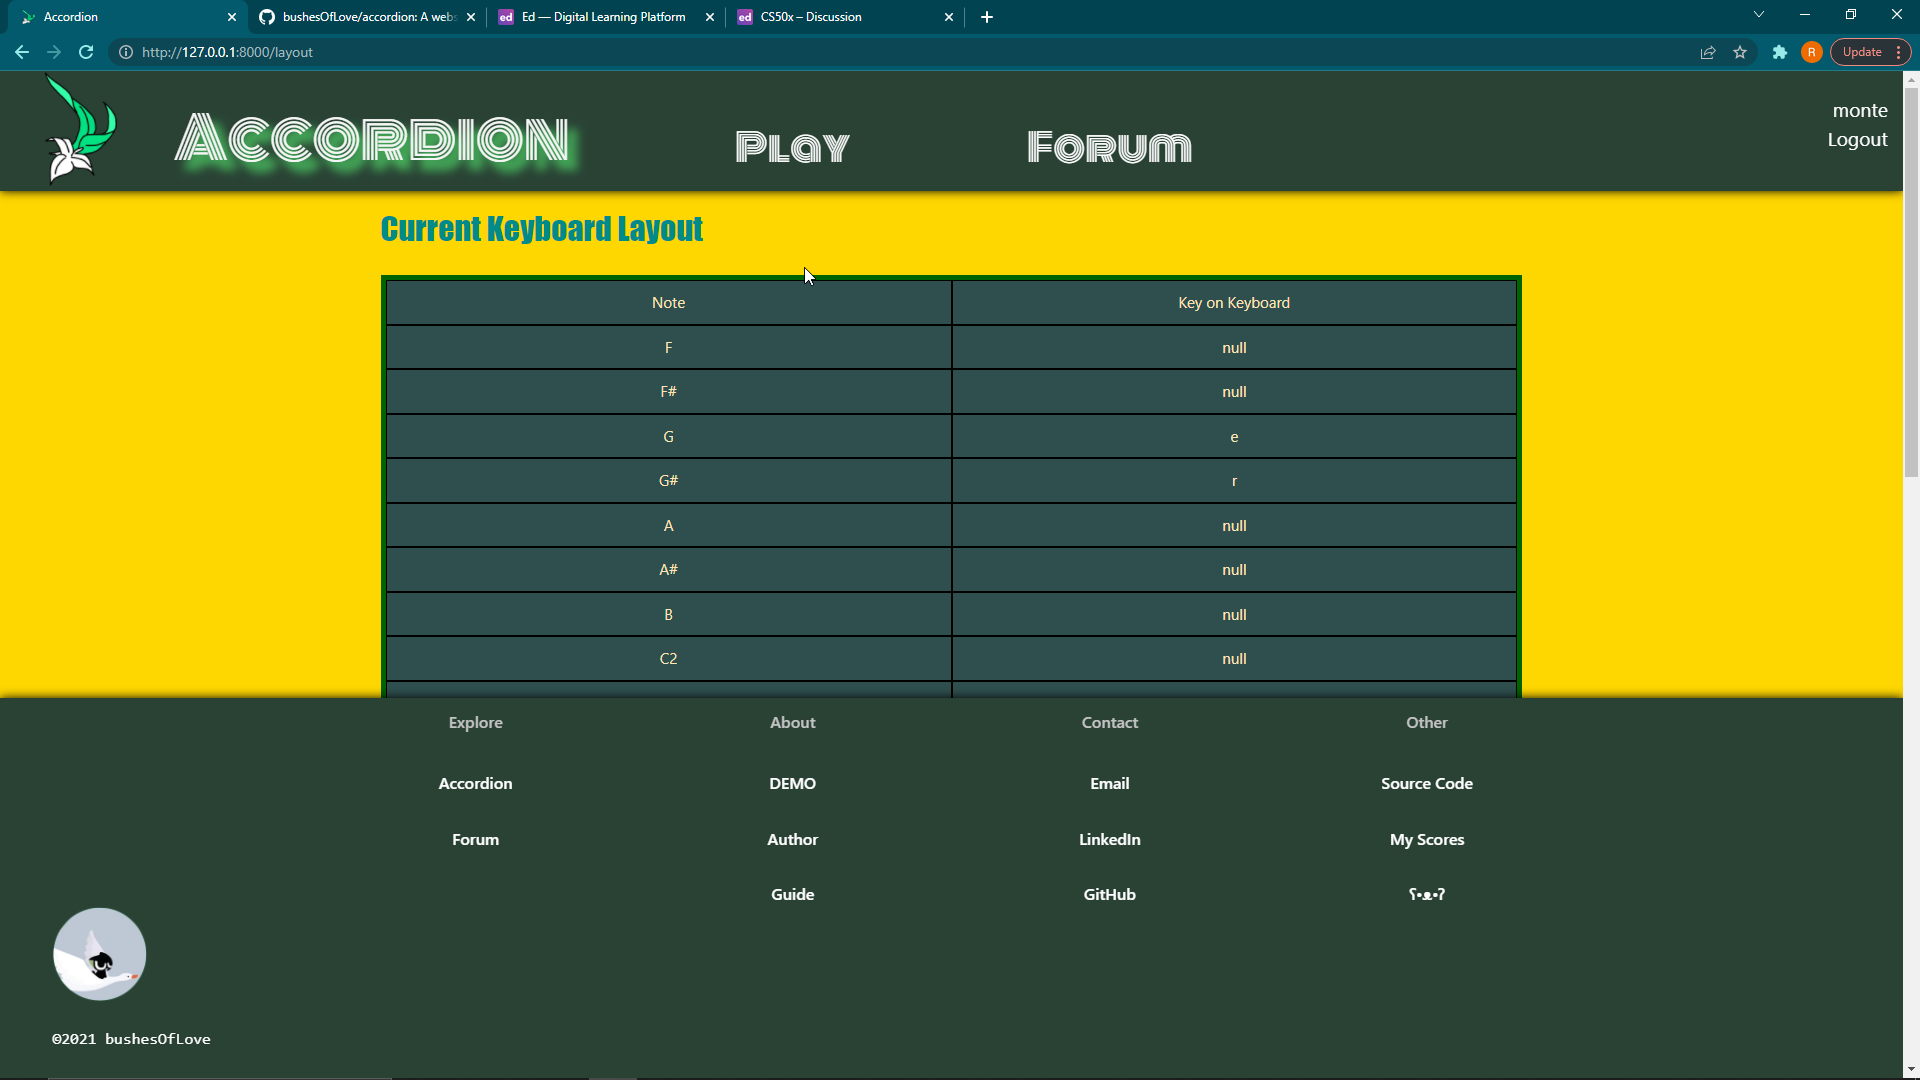 Accordion
bushesOfLove/accordion: A webs
Ed — Digital Learning Platform
CS50x – Discussion
http://127.0.0.1:8000/layout
R
Update
Accordion
Play
Forum
monte
Logout
Current Keyboard Layout
Note Key on Keyboard
F null
F# null
G e
G# r
A null
A# null
B null
C2 null
Explore About Contact Other
Accordion DEMO Email Source Code
Forum Author LinkedIn My Scores
Guide GitHub ʕ•ᴥ•ʔ
©2021 bushesOfLove